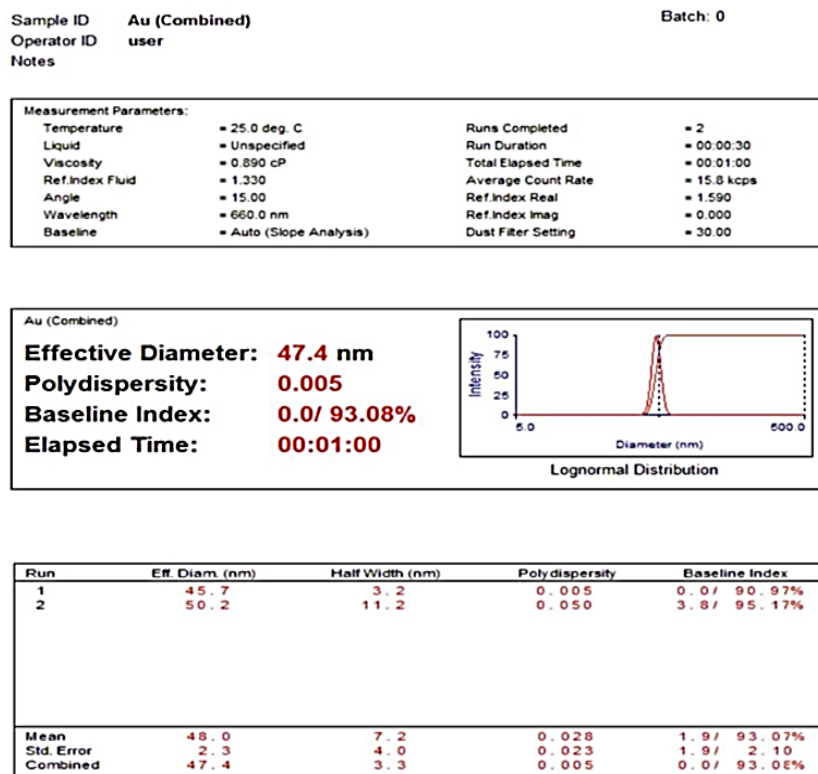 Sample ID Au (Combined) Batch: 0
Operator ID user
Notes
Measurement Parameters:
Temperature = 25.0 deg. C Runs Completed = 2
Liquid = Unspecified Run Duration = 00:00:30
Viscosity = 0.890 cP Total Elapsed Time = 00:01:00
Ref.Index Fluid = 1.330 Average Count Rate = 15.8 kcps
Angle = 15.00 Ref.Index Real = 1.590
Wavelength = 660.0 nm Ref.Index Imag = 0.000
Baseline = Auto (Slope Analysis) Dust Filter Setting = 30.00
Au (Combined)
Effective Diameter: 47.4 nm
Polydispersity: 0.005
Baseline Index: 0.0/ 93.08%
Elapsed Time: 00:01:00
Intensity
100
75
50
25
0
5.0 500.0
Diameter (nm)
Lognormal Distribution
Run Eff. Diam. (nm) Half Width (nm) Polydispersity Baseline Index
1 45.7 3.2 0.005 0.0/ 90.97%
2 50.2 11.2 0.050 3.8/ 95.17%
Mean 48.0 7.2 0.028 1.9/ 93.07%
Std. Error 2.3 4.0 0.023 1.9/ 2.10
Combined 47.4 3.3 0.005 0.0/ 93.08%